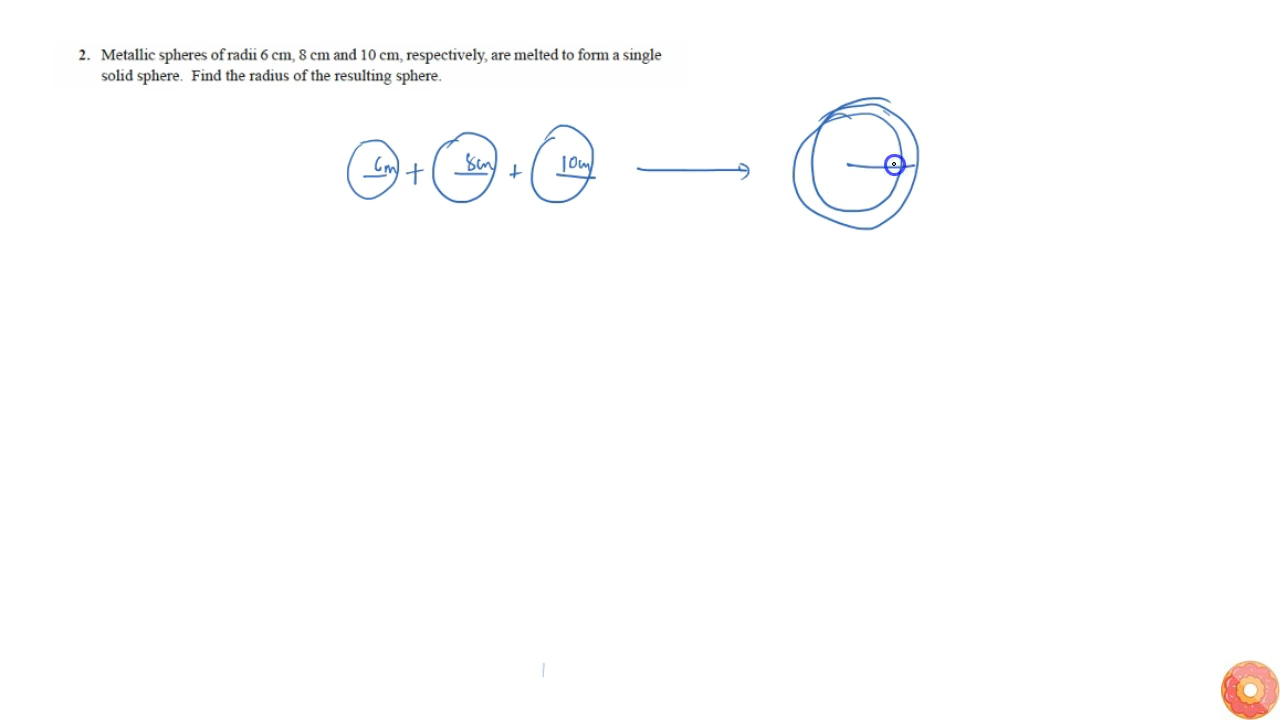 2. Metallic spheres of radii 6 cm, 8 cm and 10 cm, respectively, are melted to form a single
solid sphere. Find the radius of the resulting sphere.
6m + 8cm + 10cm